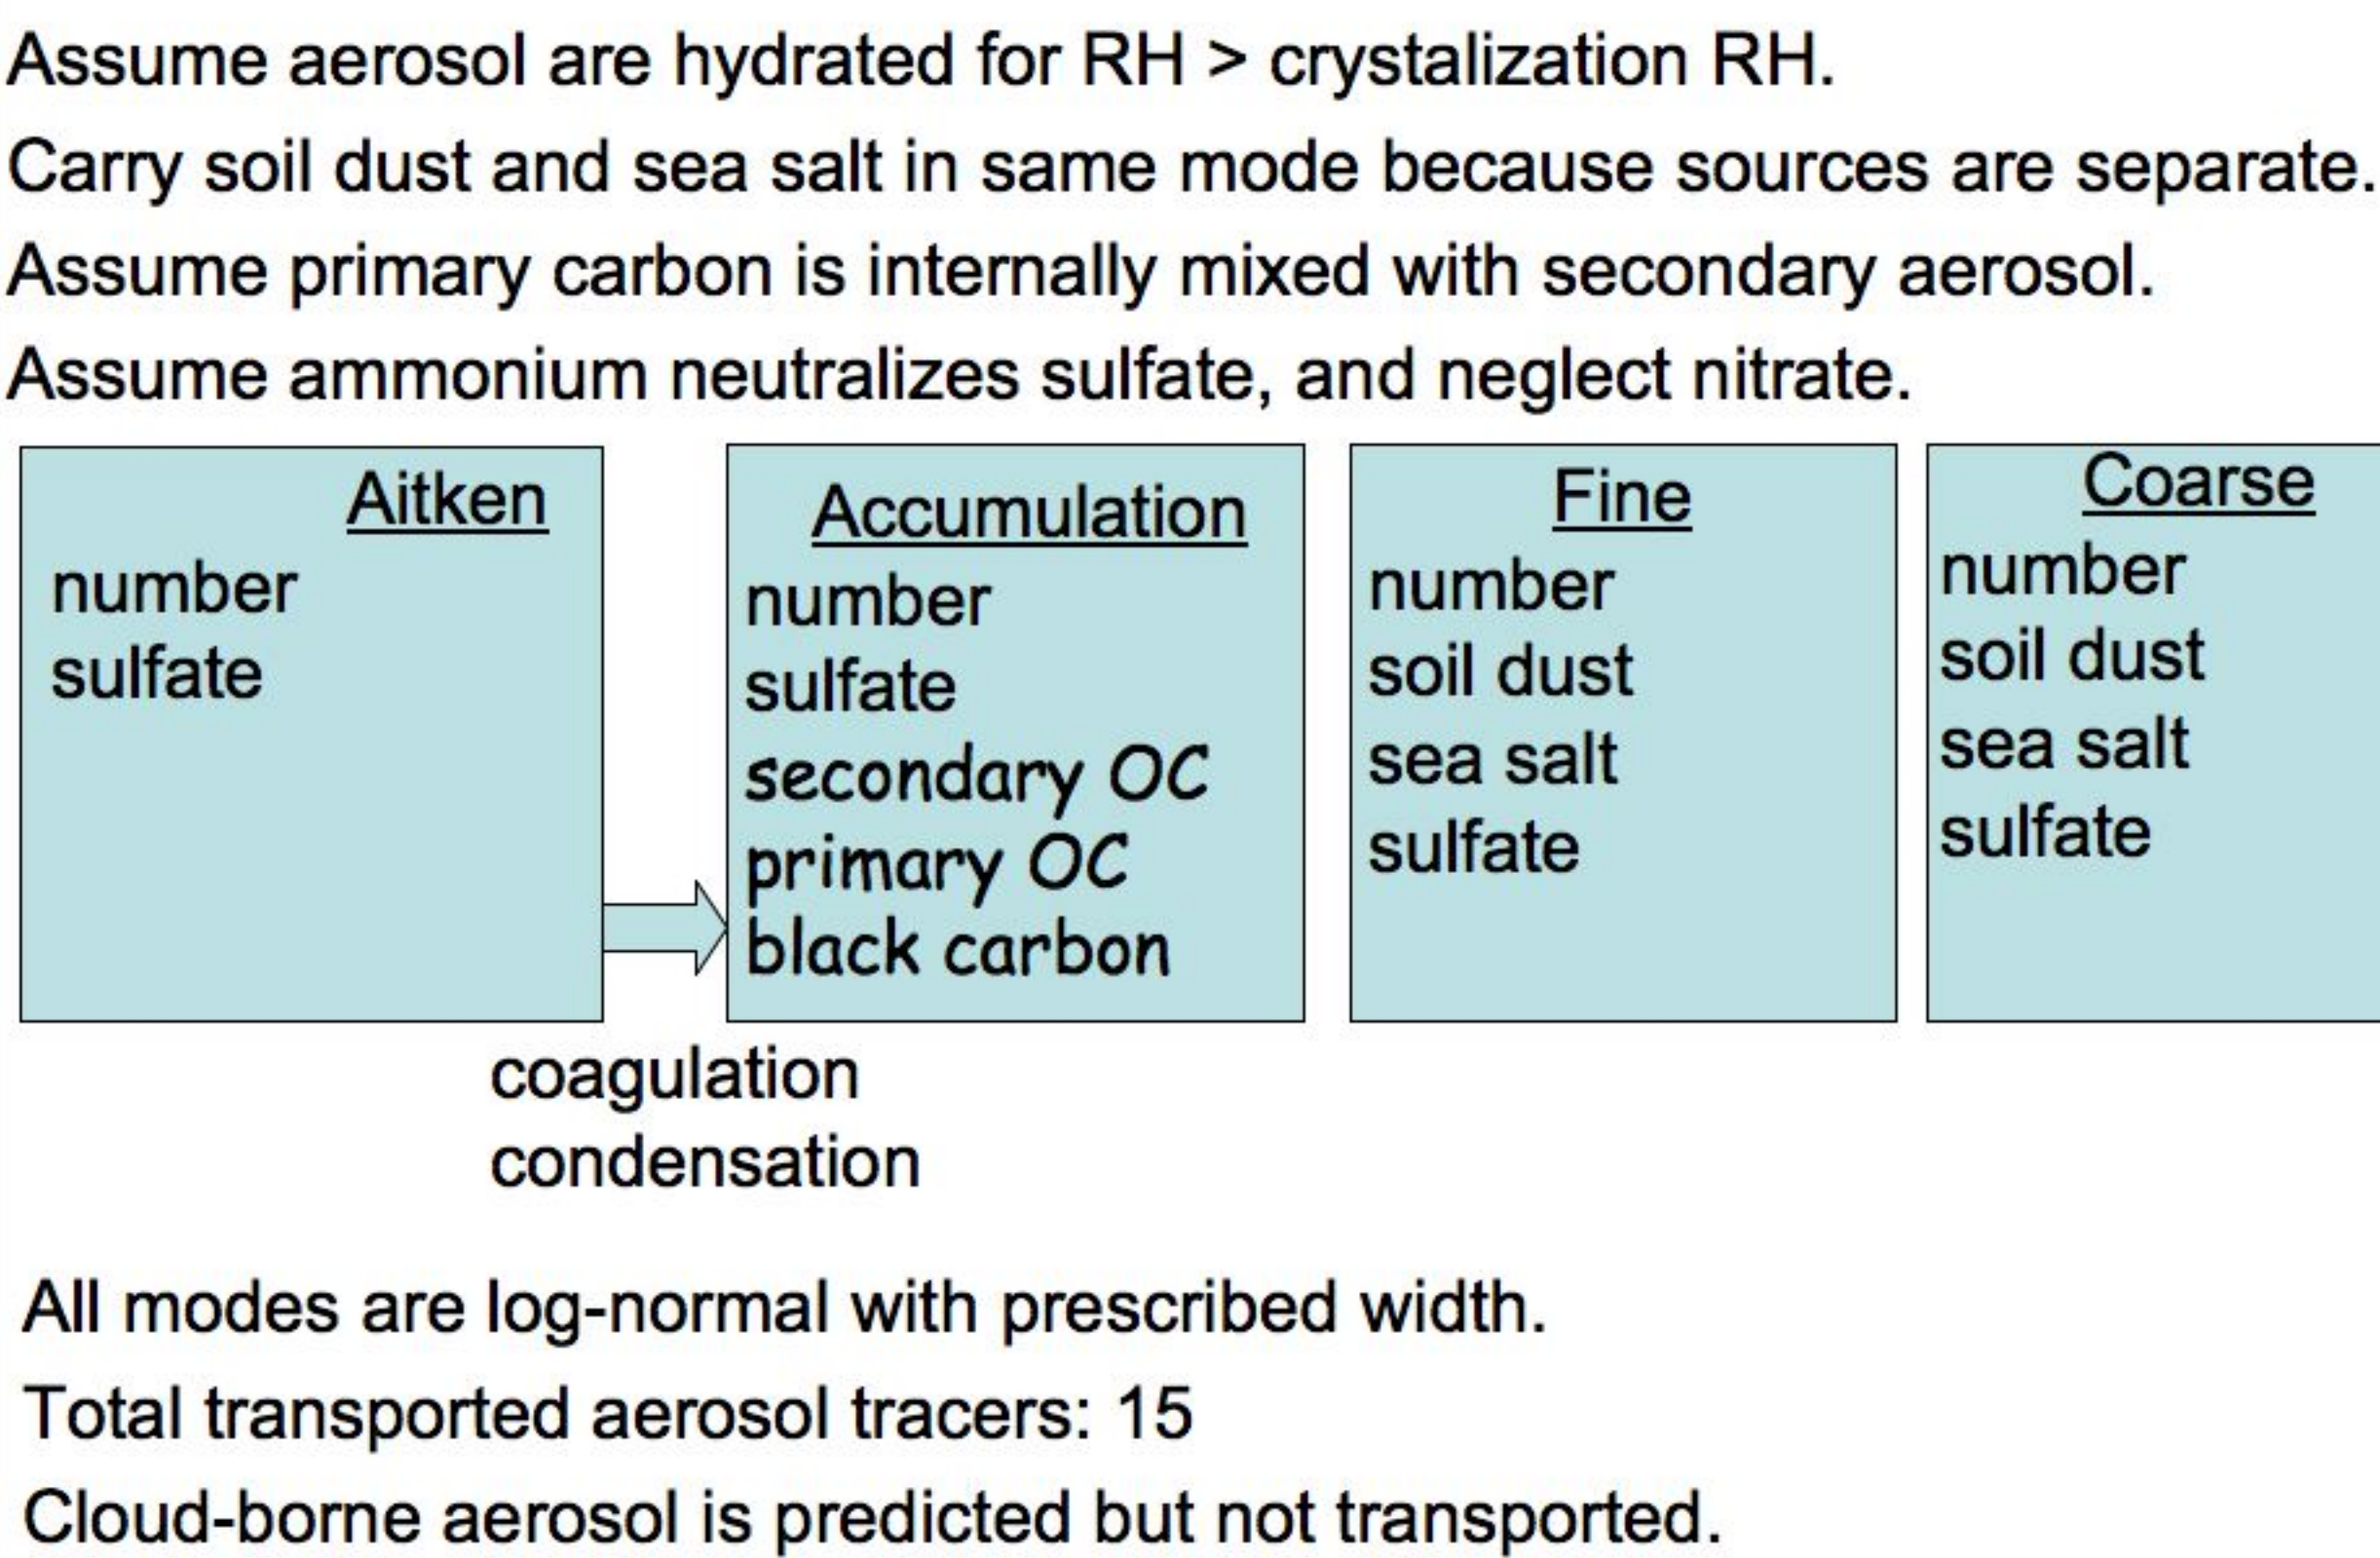 Assume aerosol are hydrated for RH > crystalization RH.
Carry soil dust and sea salt in same mode because sources are separate.
Assume primary carbon is internally mixed with secondary aerosol.
Assume ammonium neutralizes sulfate, and neglect nitrate.
Aitken
number
sulfate
Accumulation
number
sulfate
secondary OC
primary OC
black carbon
Fine
number
soil dust
sea salt
sulfate
Coarse
number
soil dust
sea salt
sulfate
coagulation
condensation
All modes are log-normal with prescribed width.
Total transported aerosol tracers: 15
Cloud-borne aerosol is predicted but not transported.